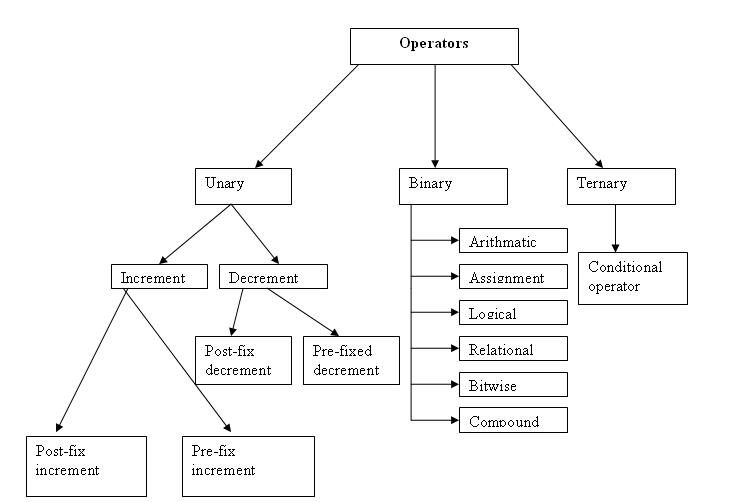 Operators
Unary
Binary
Ternary
Arithmatic
Increment
Decrement
Assignment
Conditional
operator
Logical
Post-fix
decrement
Pre-fixed
decrement
Relational
Bitwise
Compound
Post-fix
increment
Pre-fix
increment